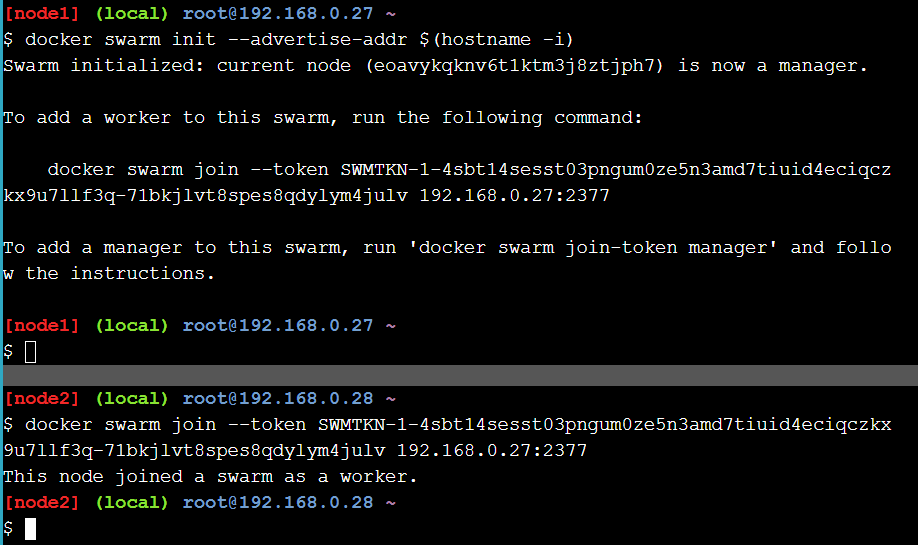 [node1] (local) root@192.168.0.27 ~
$ docker swarm init --advertise-addr $(hostname -i)
Swarm initialized: current node (eoavykqknv6t1ktm3j8ztjph7) is now a manager.
To add a worker to this swarm, run the following command:
docker swarm join --token SWMTKN-1-4sbt14sesst03pngum0ze5n3amd7tiuid4eciqcz
kx9u7llf3q-71bkjlvt8spes8qdylym4julv 192.168.0.27:2377
To add a manager to this swarm, run 'docker swarm join-token manager' and follo
w the instructions.
[node1] (local) root@192.168.0.27 ~
$
[node2] (local) root@192.168.0.28 ~
$ docker swarm join --token SWMTKN-1-4sbt14sesst03pngum0ze5n3amd7tiuid4eciqczkx
9u7llf3q-71bkjlvt8spes8qdylym4julv 192.168.0.27:2377
This node joined a swarm as a worker.
[node2] (local) root@192.168.0.28 ~
$